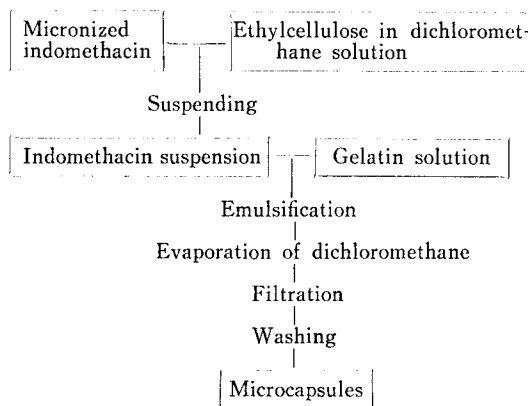 Micronized
indomethacin
Ethylcellulose in dichloromet-
hane solution
Suspending
Indomethacin suspension
Gelatin solution
Emulsification
Evaporation of dichloromethane
Filtration
Washing
Microcapsules